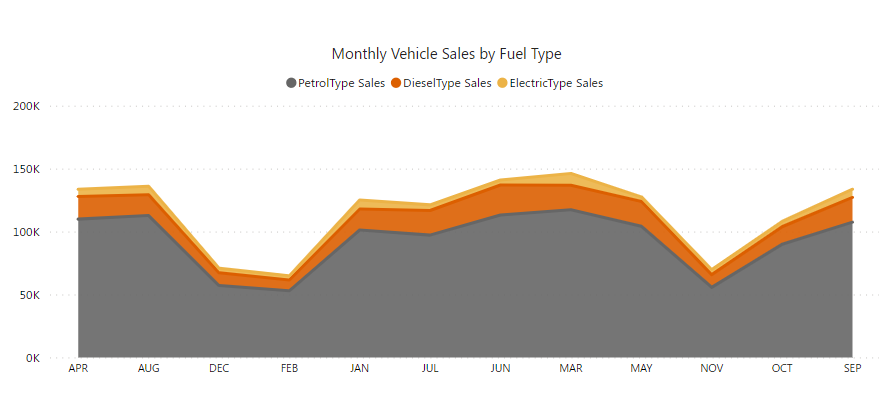 Monthly Vehicle Sales by Fuel Type
PetrolType Sales DieselType Sales ElectricType Sales
200K
150K
100K
50K
0K
APR AUG DEC FEB JAN JUL JUN MAR MAY NOV OCT SEP